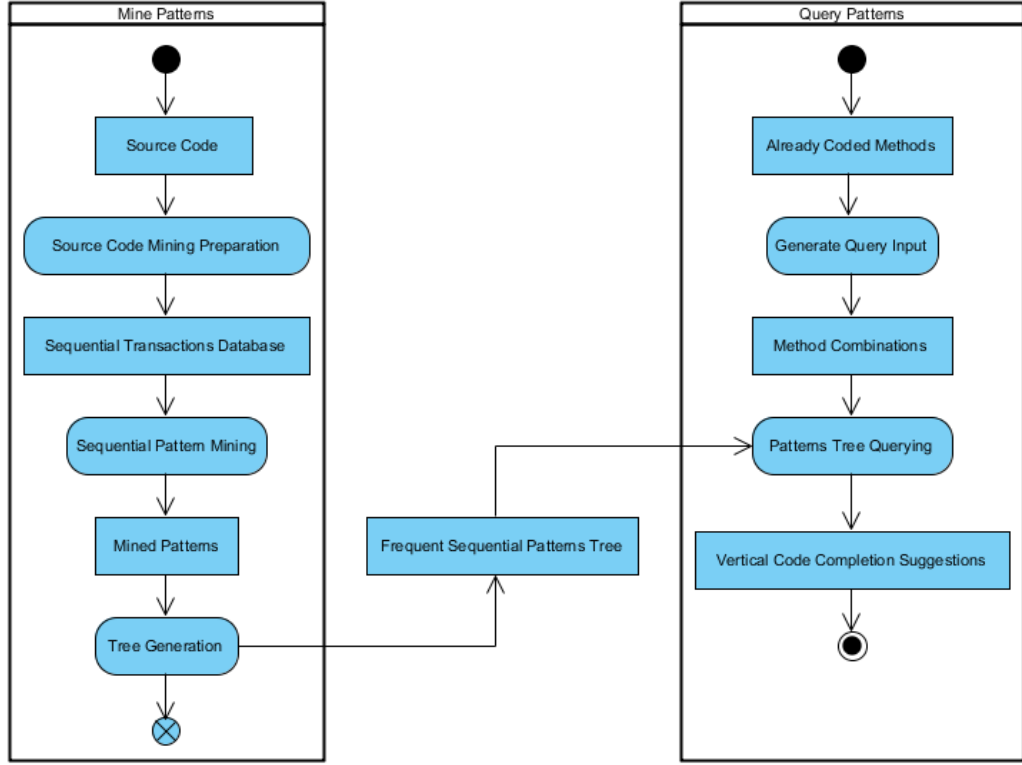 Mine Patterns
Source Code
Source Code Mining Preparation
Sequential Transactions Database
Sequential Pattern Mining
Mined Patterns
Tree Generation
Frequent Sequential Patterns Tree
Query Patterns
Already Coded Methods
Generate Query Input
Method Combinations
Patterns Tree Querying
Vertical Code Completion Suggestions